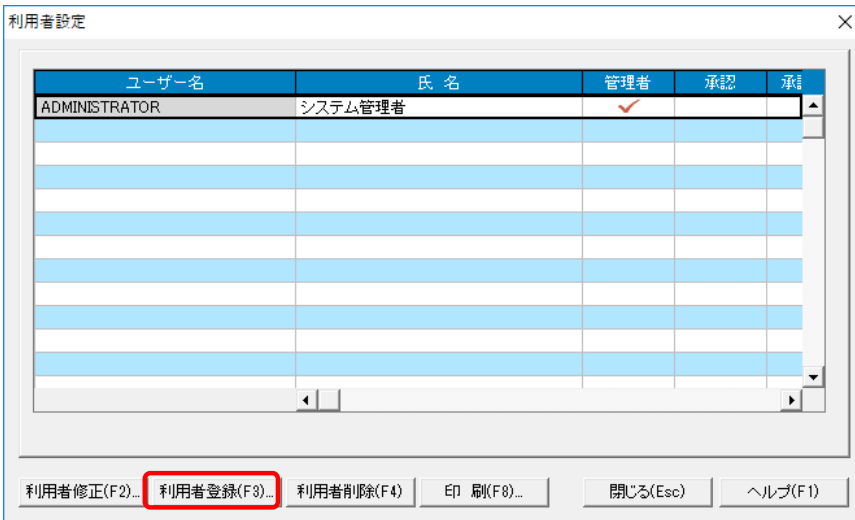 利用者設定
ユーザー名 氏 名 管理者 承認 承
ADMINISTRATOR システム管理者
利用者修正(F2)... 利用者登録(F3)... 利用者削除(F4) 印 刷(F8)... 閉じる(Esc) ヘルプ(F1)